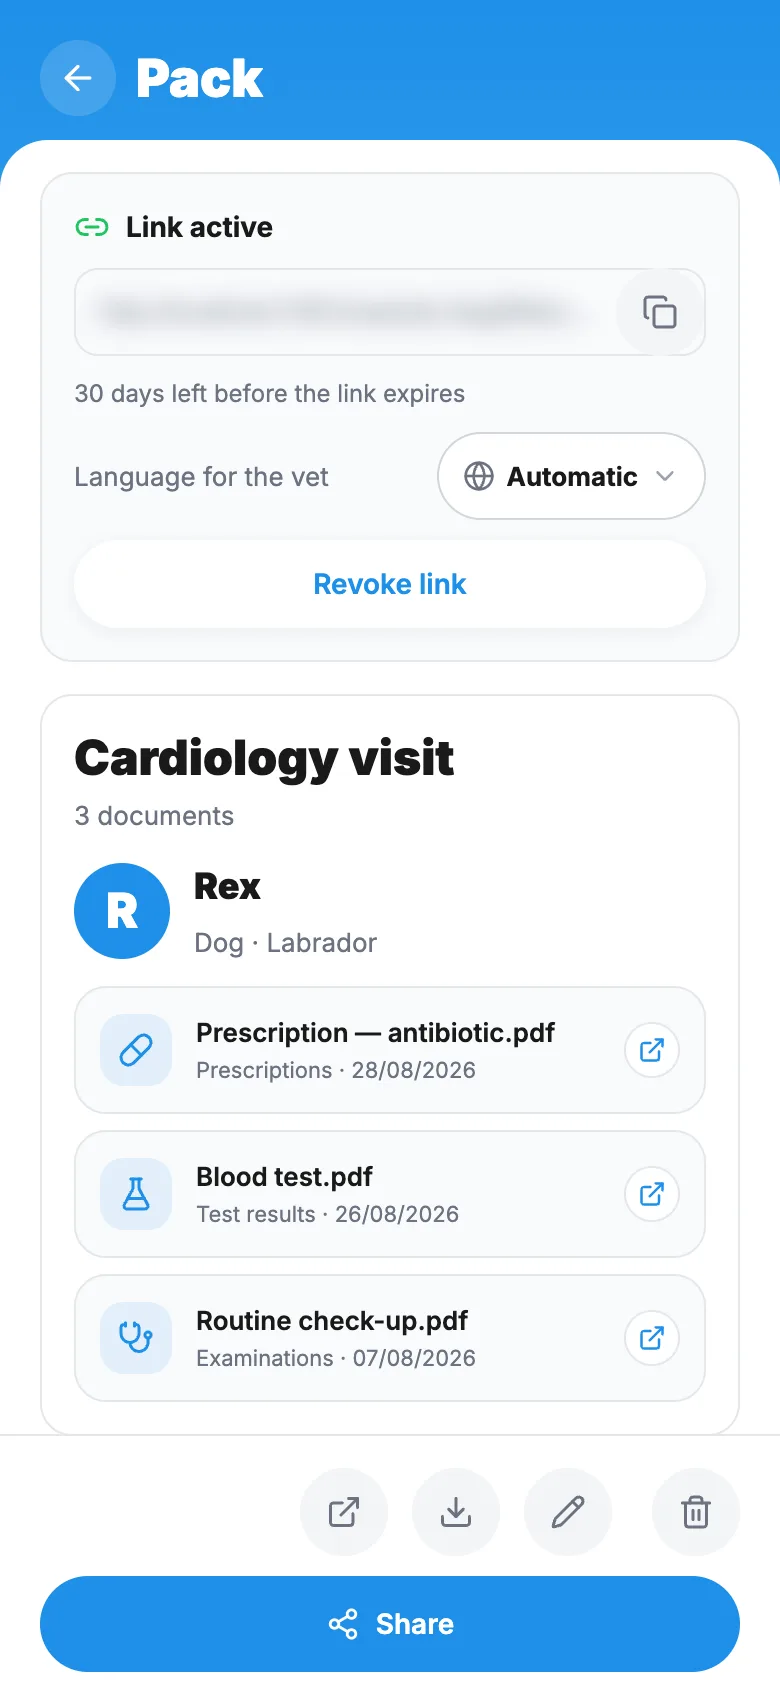 Pack
Link active
30 days left before the link expires
Language for the vet
Automatic
Revoke link
Cardiology visit
3 documents
R
Rex
Dog · Labrador
Prescription — antibiotic.pdf
Prescriptions · 28/08/2026
Blood test.pdf
Test results · 26/08/2026
Routine check-up.pdf
Examinations · 07/08/2026
Share